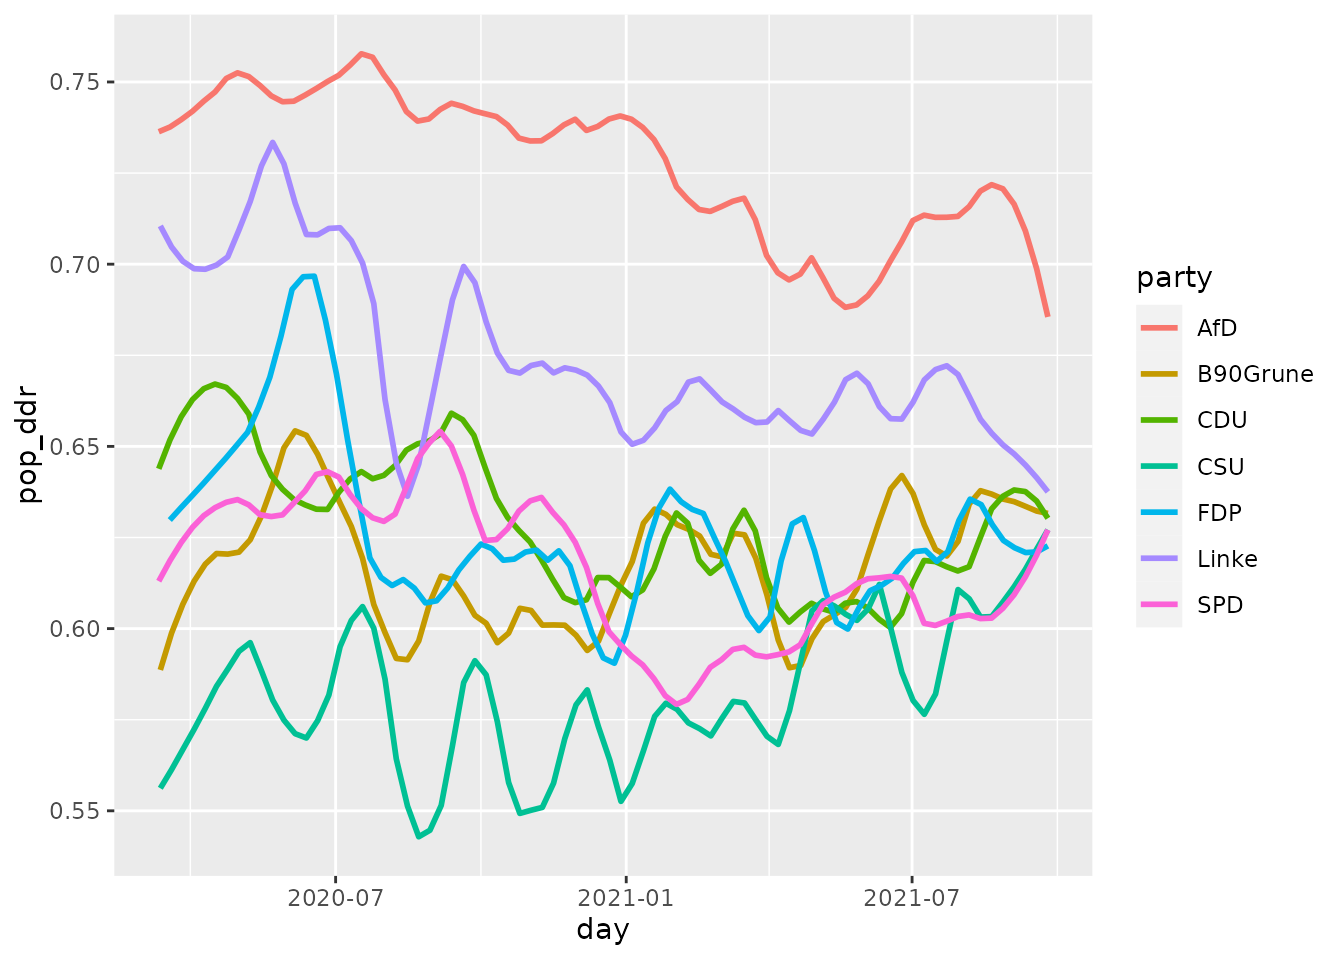 0.75
0.70
0.65
0.60
0.55
pop_ddr
2020-07
2021-01
2021-07
day
party
AfD
B90Grune
CDU
CSU
FDP
Linke
SPD